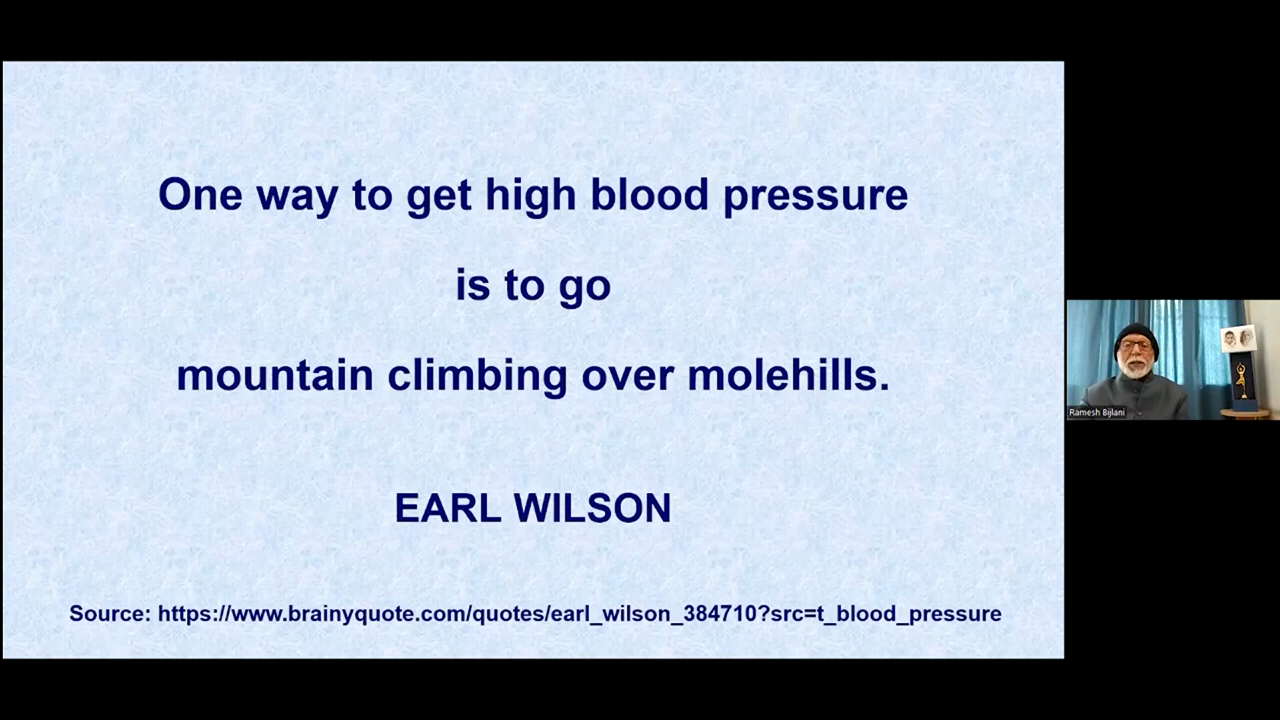 One way to get high blood pressure
is to go
mountain climbing over molehills.
EARL WILSON
Source: https://www.brainyquote.com/quotes/earl_wilson_384710?src=t_blood_pressure
Ramesh Bijlani